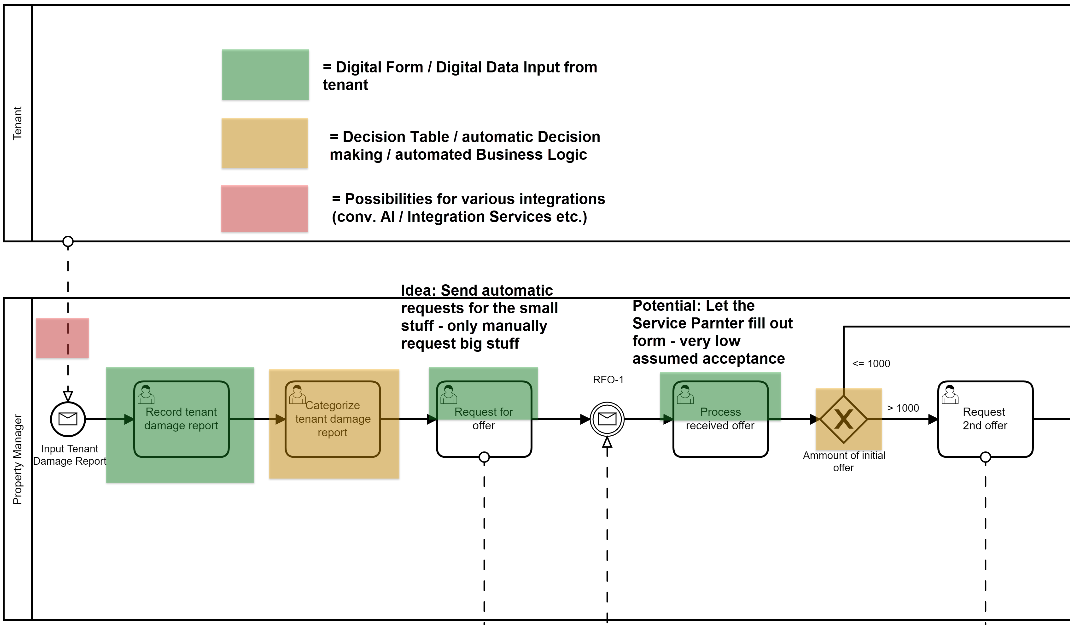 Tenant
= Digital Form / Digital Data Input from
tenant
= Decision Table / automatic Decision
making / automated Business Logic
= Possibilities for various integrations
(conv. AI / Integration Services etc.)
Property Manager
Input Tenant
Damage Report
Record tenant
damage report
Categorize
tenant damage
report
Idea: Send automatic
requests for the small
stuff - only manually
request big stuff
Request for
offer
RFO-1
Potential: Let the
Service Parnter fill out
form - very low
assumed acceptance
Process
received offer
<= 1000
> 1000
X
Ammount of initial
offer
Request
2nd offer